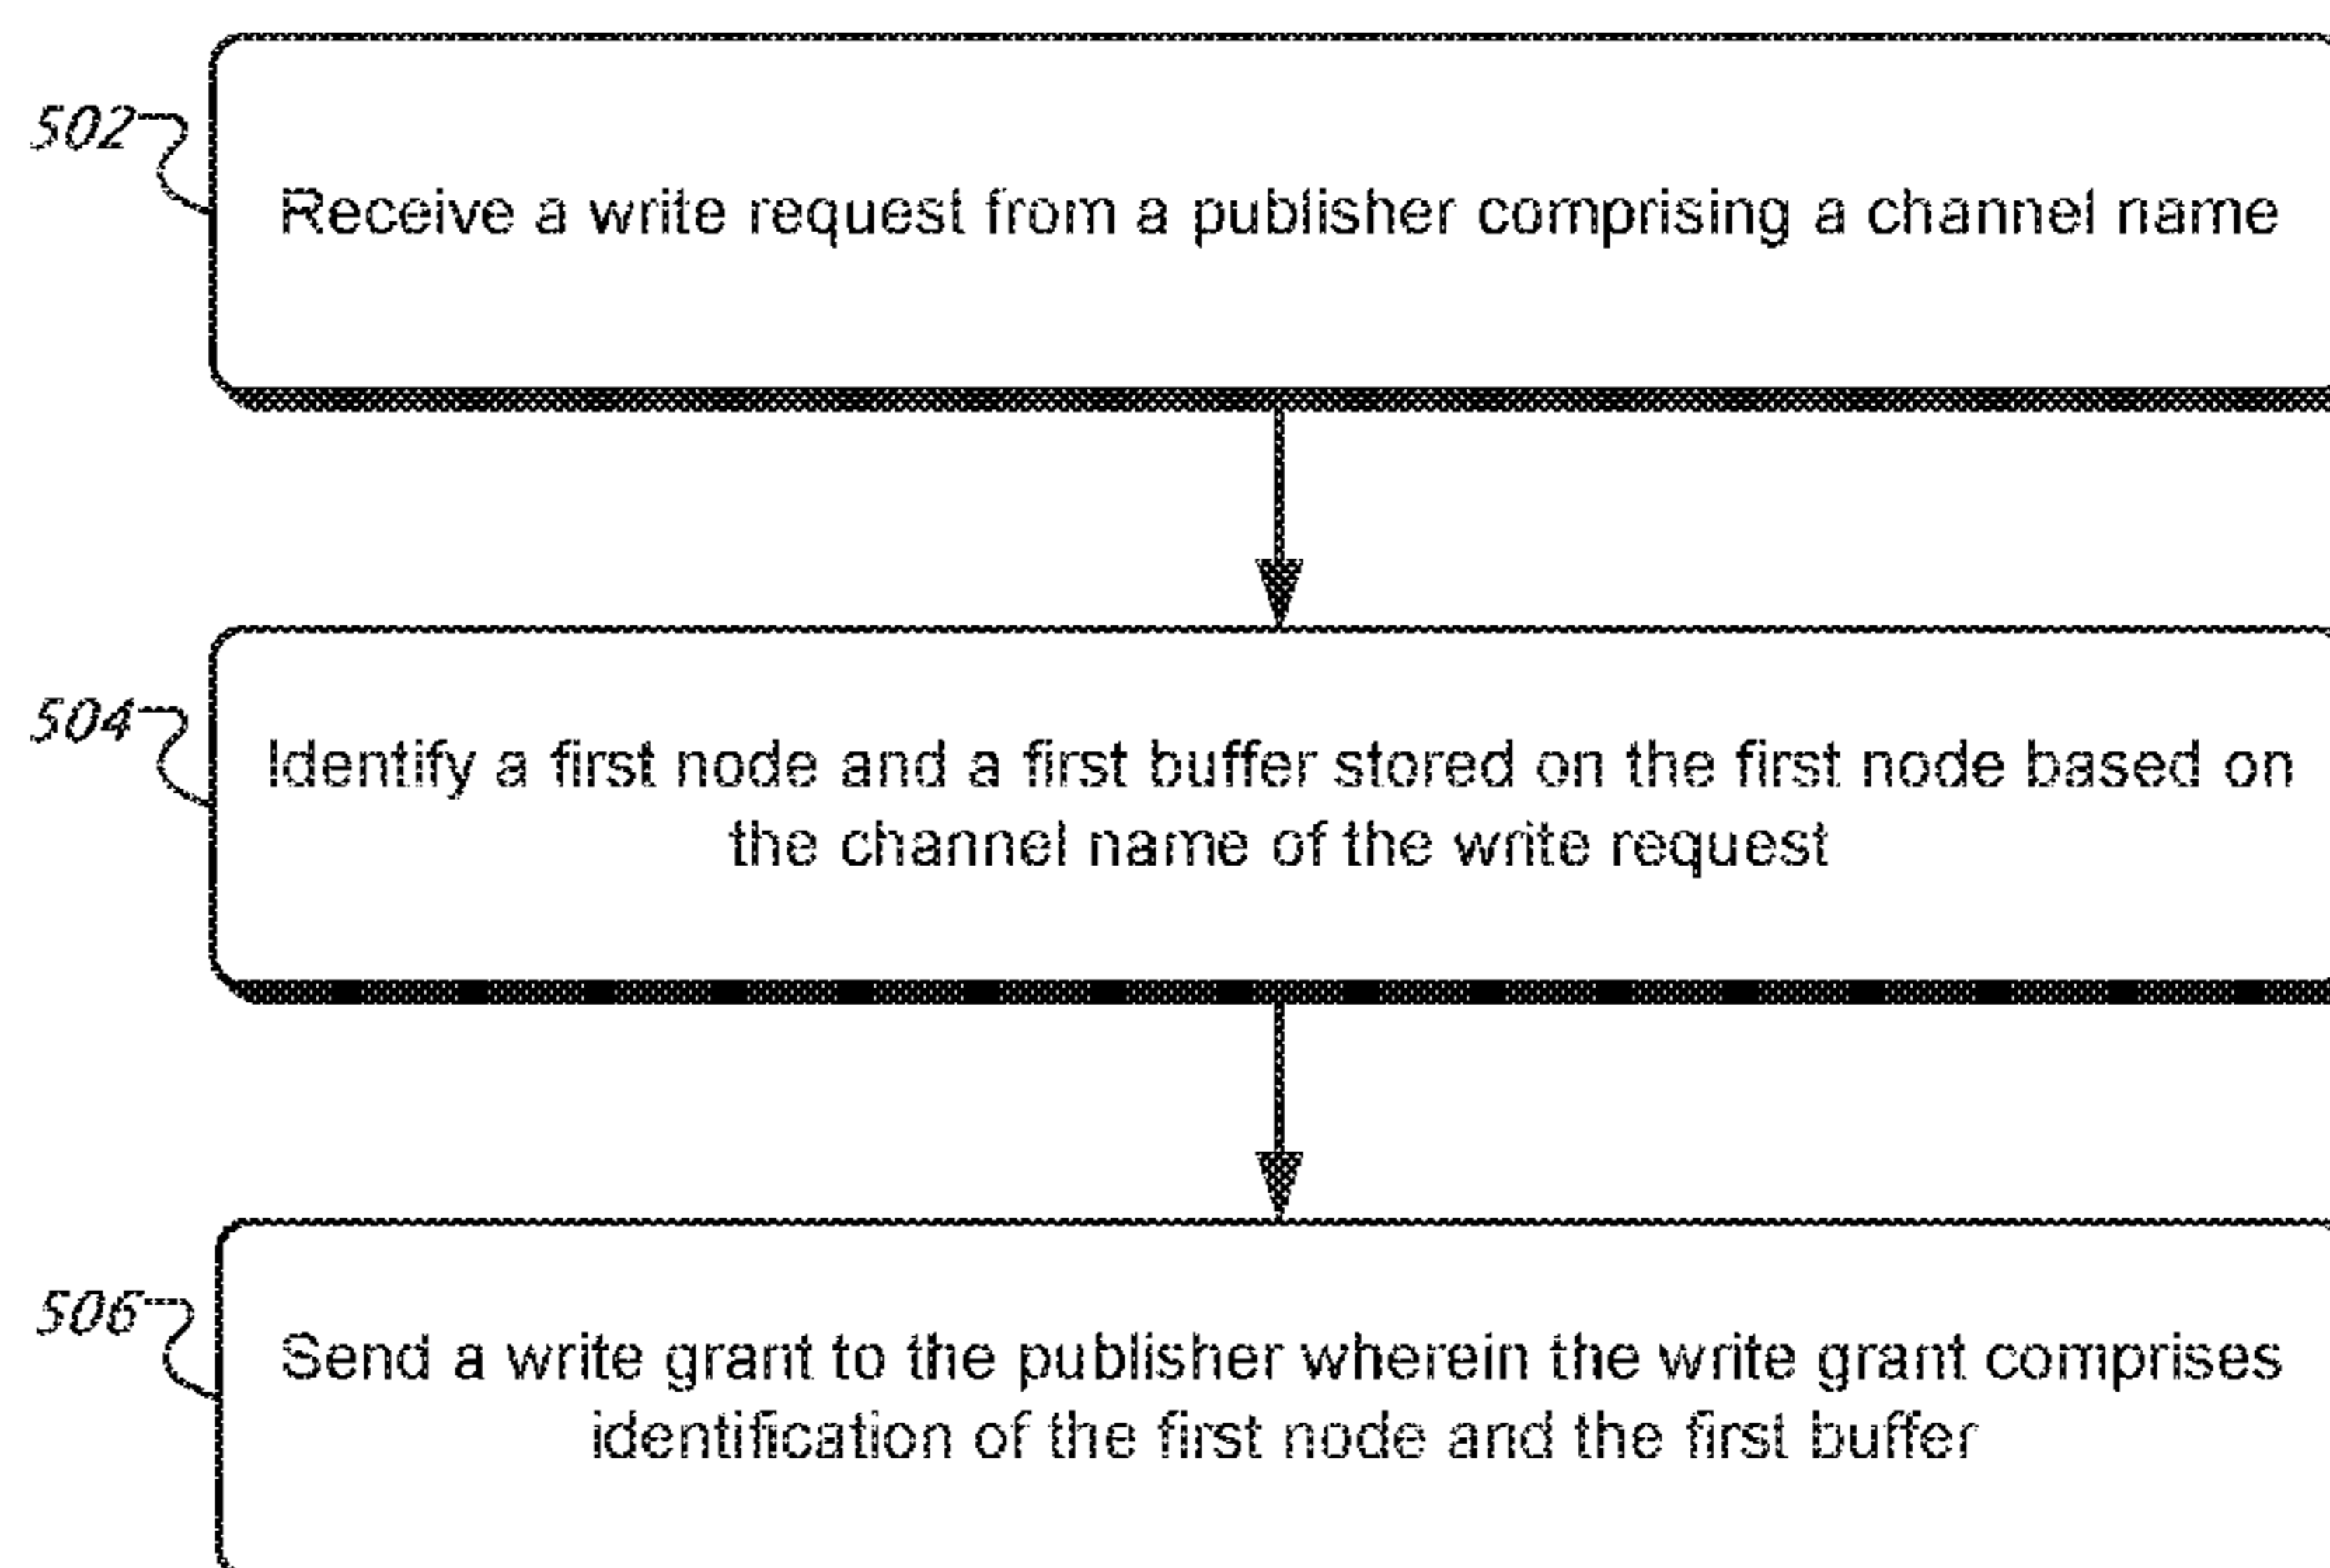 502
Receive a write request from a publisher comprising a channel name
504
Identify a first node and a first buffer stored on the first node based on
the channel name of the write request
506
Send a write grant to the publisher wherein the write grant comprises
identification of the first node and the first buffer